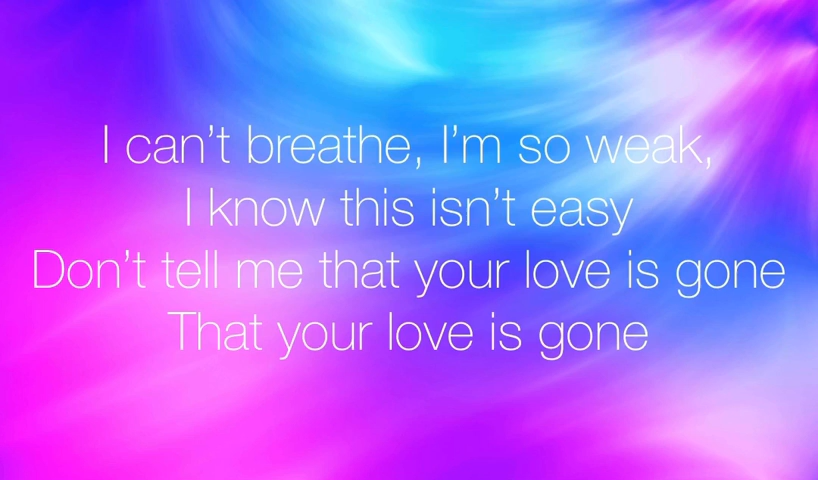 I can’t breathe, I’m so weak,
I know this isn’t easy
Don’t tell me that your love is gone
That your love is gone